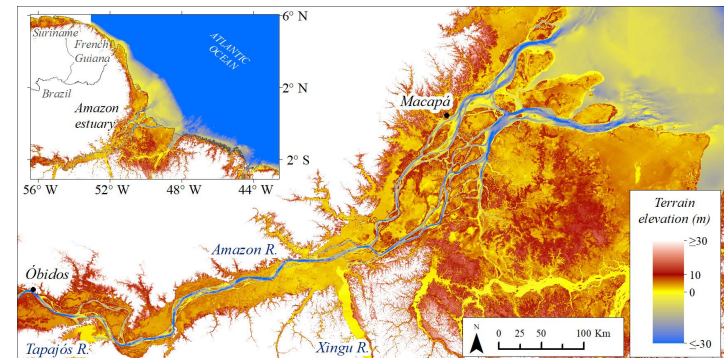 6° N
2° N
2° S
56° W
52° W
48° W
44° W
Suriname
French
Guiana
Brazil
ATLANTIC
OCEAN
Amazon
estuary
Macapá
Amazon R.
Óbidos
Tapajós R.
Xingu R.
N
0 25 50 100 Km
Terrain
elevation (m)
≥30
10
0
≤-30